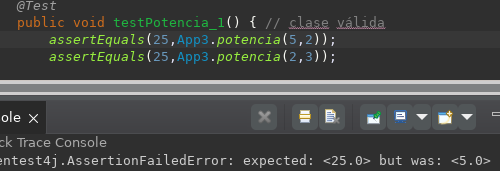 @Test
public void testPotencia_1() { // clase válida
assertEquals(25,App3.potencia(5,2));
assertEquals(25,App3.potencia(2,3));
ole ×
ck Trace Console
entest4j.AssertionFailedError: expected: <25.0> but was: <5.0>